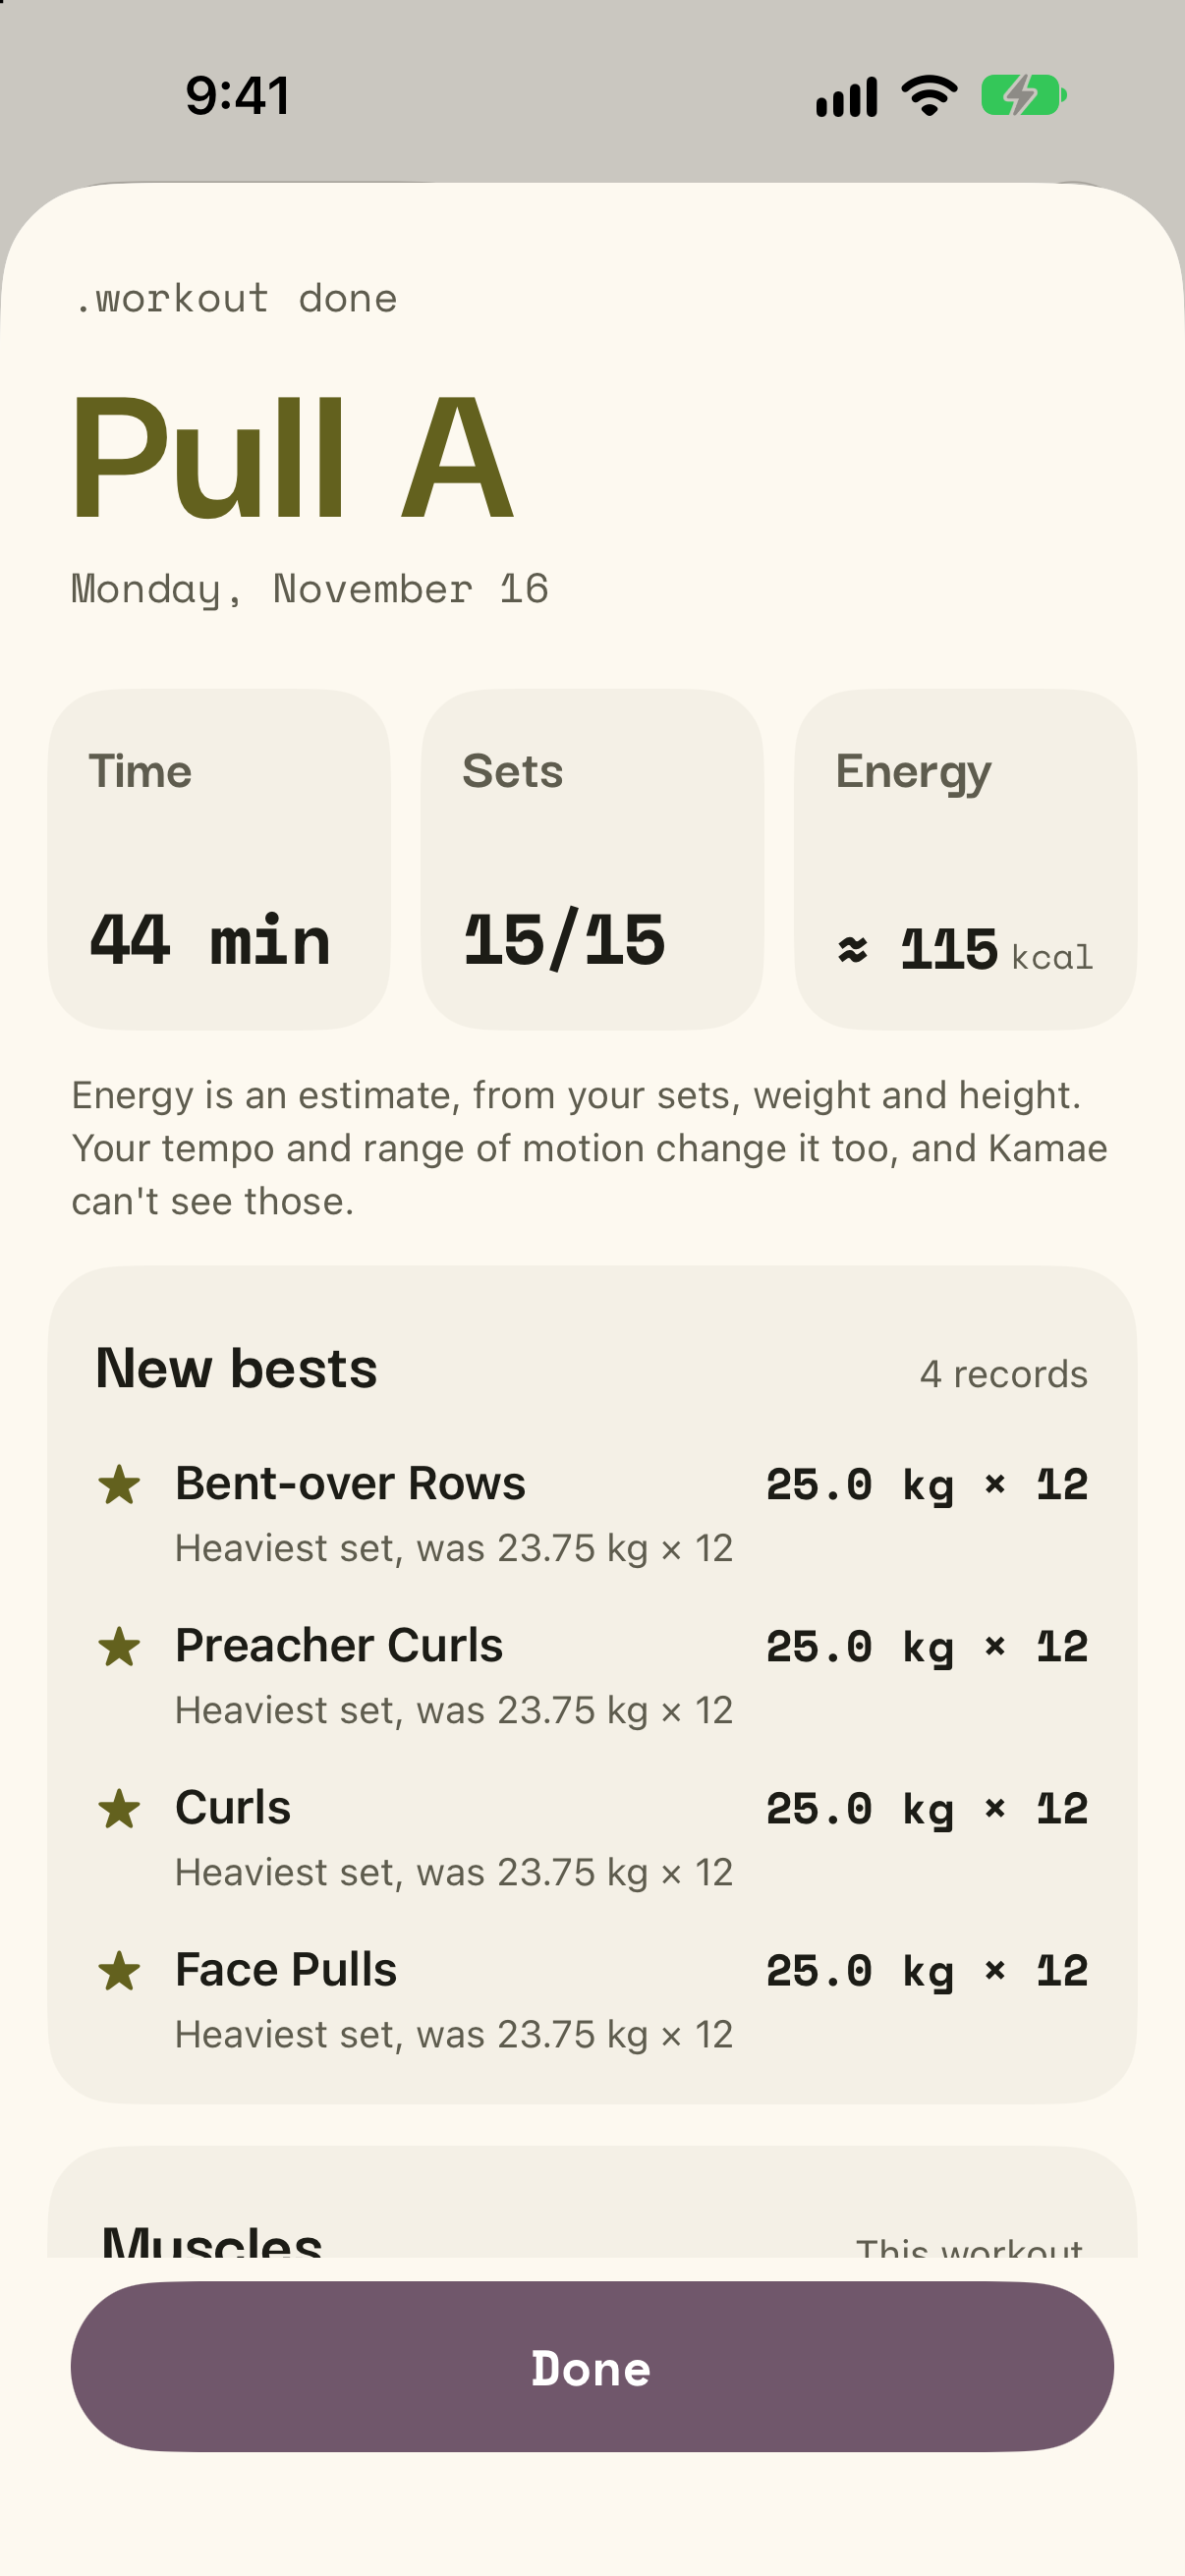 9:41
.workout done
Pull A
Monday, November 16
Time
Sets
Energy
44 min
15/15
≈ 115 kcal
Energy is an estimate, from your sets, weight and height.
Your tempo and range of motion change it too, and Kamae
can't see those.
New bests
4 records
Bent-over Rows
25.0 kg × 12
Heaviest set, was 23.75 kg × 12
Preacher Curls
25.0 kg × 12
Heaviest set, was 23.75 kg × 12
Curls
25.0 kg × 12
Heaviest set, was 23.75 kg × 12
Face Pulls
25.0 kg × 12
Heaviest set, was 23.75 kg × 12
Muscles
This workout
Done